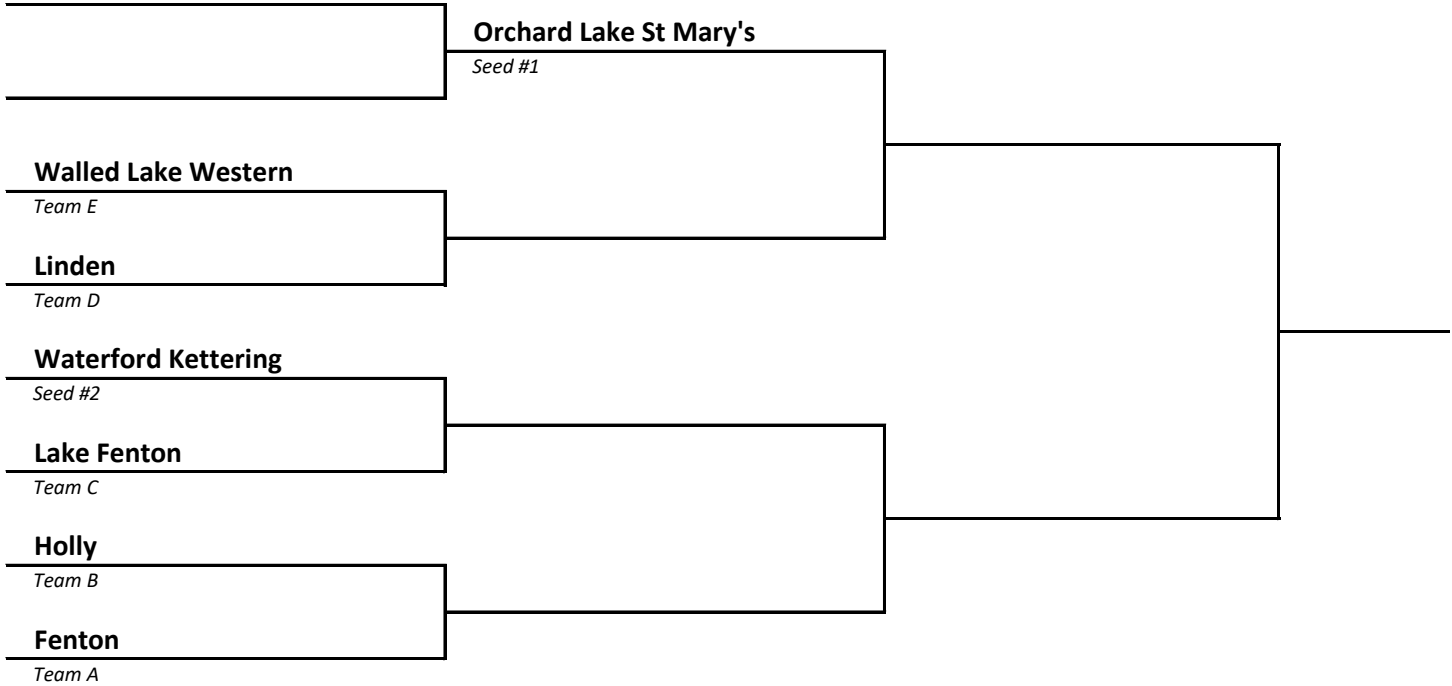 Orchard Lake St Mary's
Seed #1
Walled Lake Western
Team E
Linden
Team D
Waterford Kettering
Seed #2
Lake Fenton
Team C
Holly
Team B
Fenton
Team A